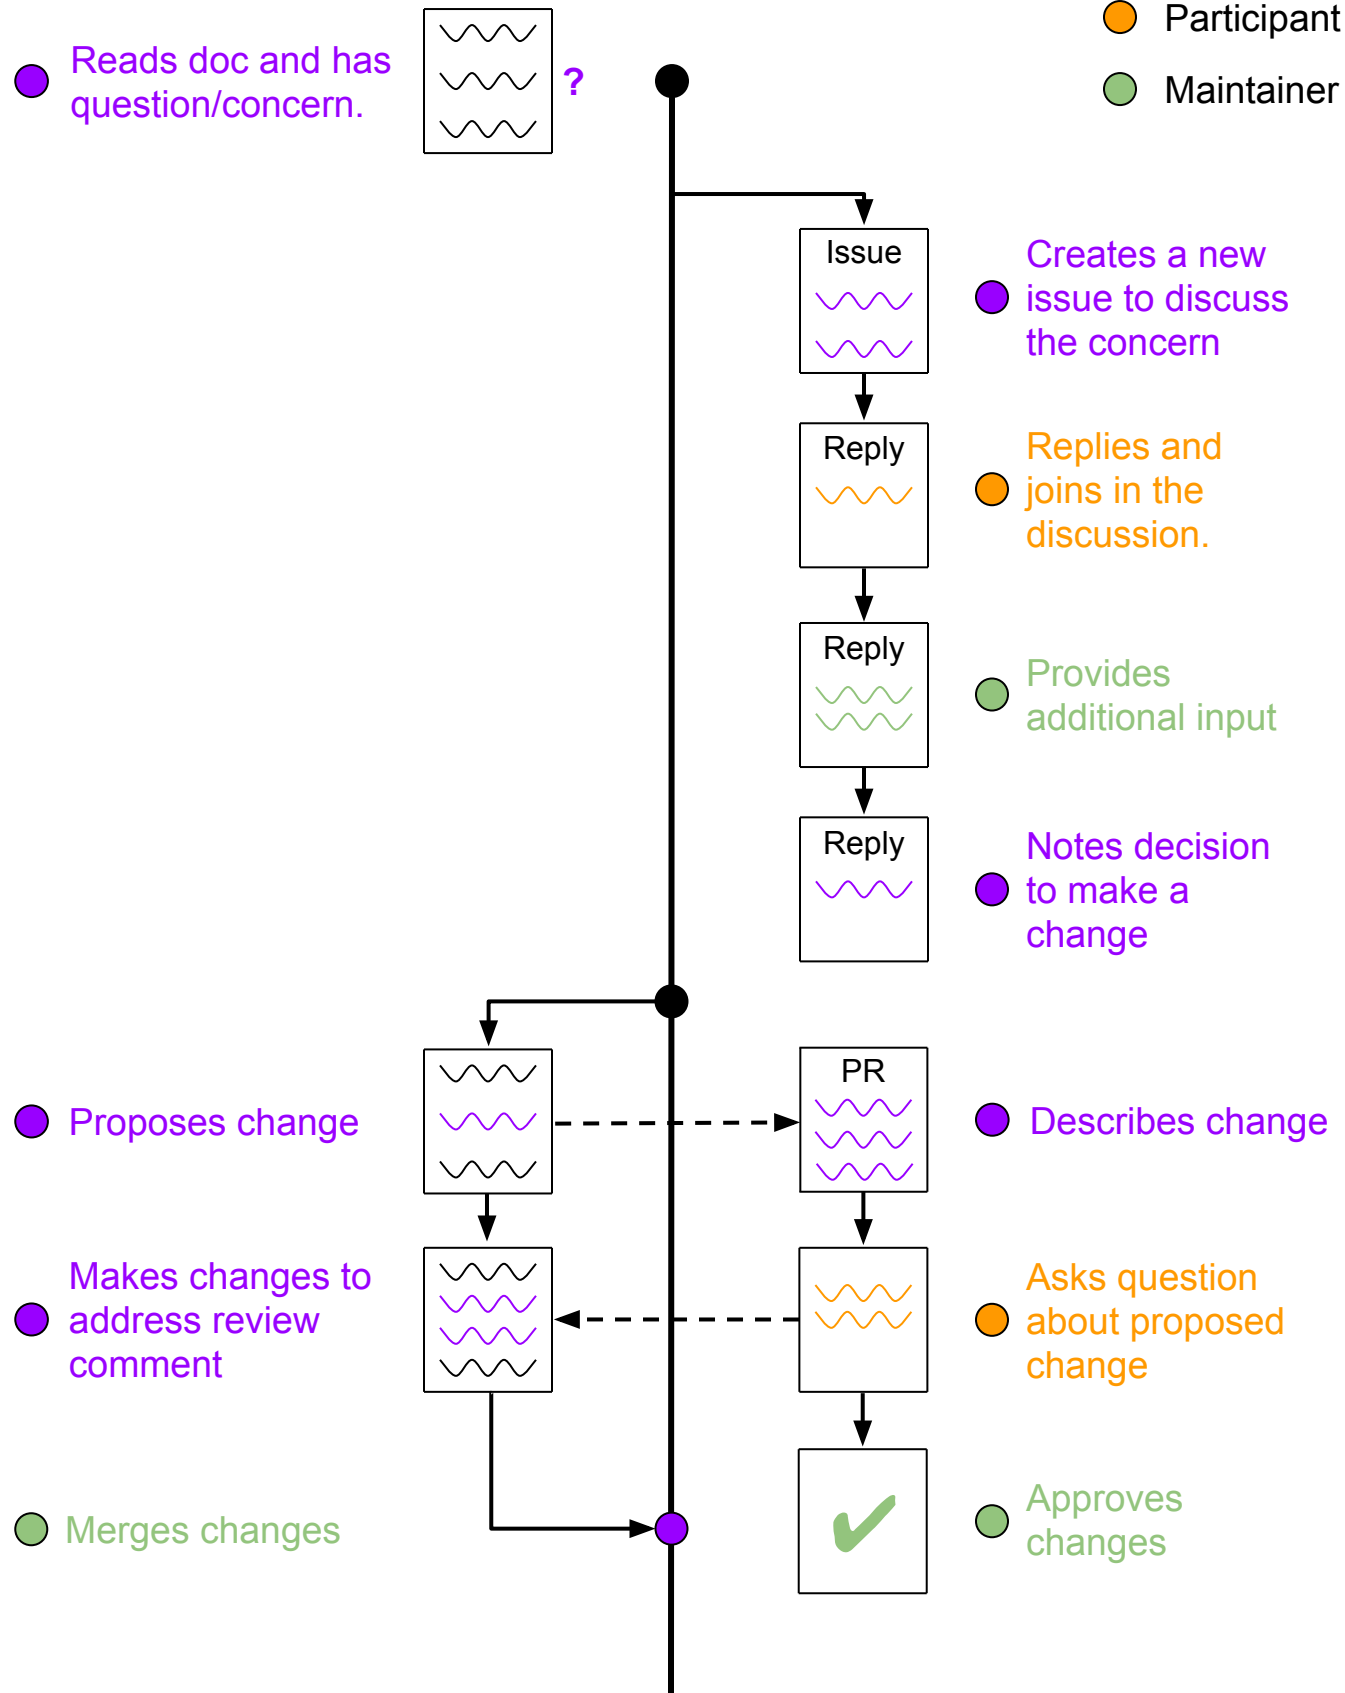 Participant
Maintainer
Reads doc and has
question/concern.
?
Issue
Creates a new
issue to discuss
the concern
Reply
Replies and
joins in the
discussion.
Reply
Provides
additional input
Reply
Notes decision
to make a
change
Proposes change
PR
Describes change
Makes changes to
address review
comment
Asks question
about proposed
change
Merges changes
Approves
changes